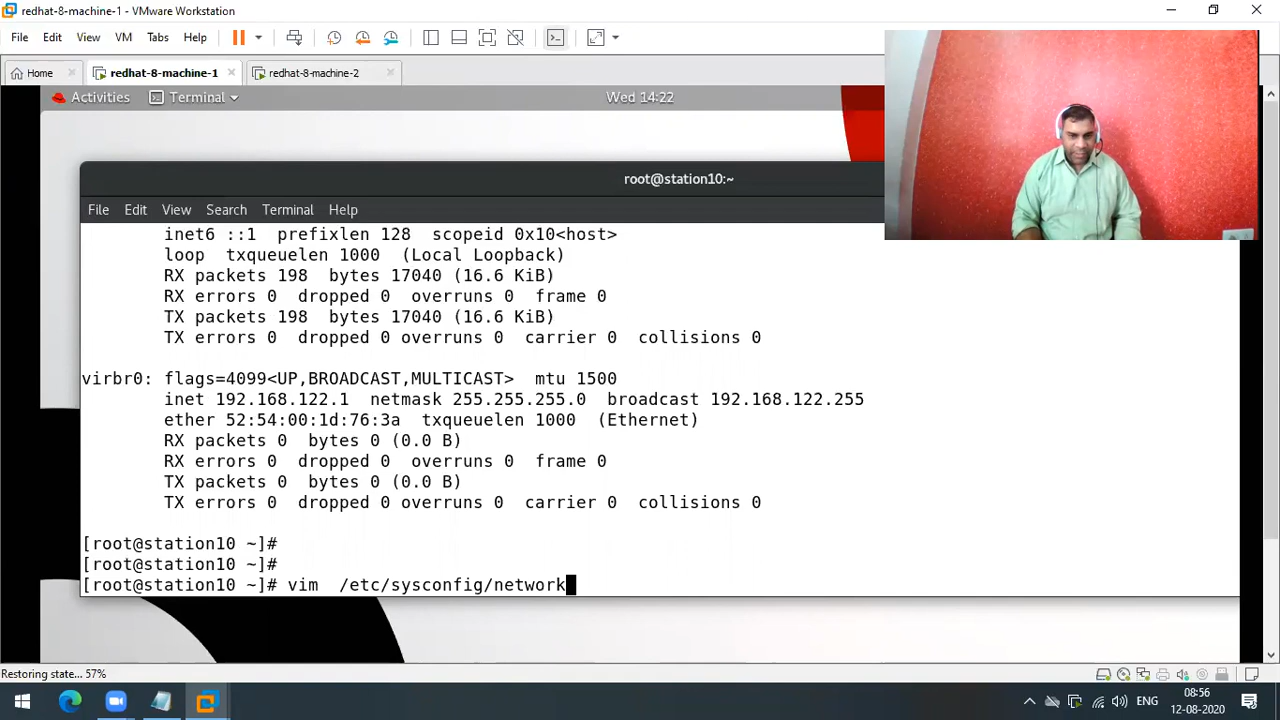 redhat-8-machine-1 - VMware Workstation
File Edit View VM Tabs Help
Home redhat-8-machine-1 redhat-8-machine-2
Activities Terminal Wed 14:22
root@station10:~
File Edit View Search Terminal Help
inet6 ::1 prefixlen 128 scopeid 0x10<host>
loop txqueuelen 1000 (Local Loopback)
RX packets 198 bytes 17040 (16.6 KiB)
RX errors 0 dropped 0 overruns 0 frame 0
TX packets 198 bytes 17040 (16.6 KiB)
TX errors 0 dropped 0 overruns 0 carrier 0 collisions 0
virbr0: flags=4099<UP,BROADCAST,MULTICAST> mtu 1500
inet 192.168.122.1 netmask 255.255.255.0 broadcast 192.168.122.255
ether 52:54:00:1d:76:3a txqueuelen 1000 (Ethernet)
RX packets 0 bytes 0 (0.0 B)
RX errors 0 dropped 0 overruns 0 frame 0
TX packets 0 bytes 0 (0.0 B)
TX errors 0 dropped 0 overruns 0 carrier 0 collisions 0
[root@station10 ~]#
[root@station10 ~]#
[root@station10 ~]# vim /etc/sysconfig/network
Restoring state... 57%
ENG 08:56
12-08-2020